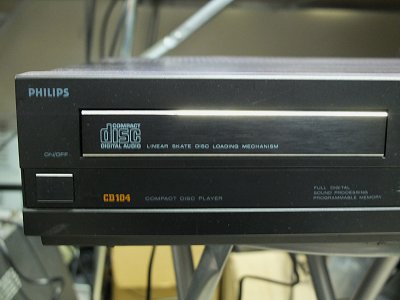 PHILIPS
COMPACT
disc
DIGITAL AUDIO
LINEAR SKATE DISC LOADING MECHANISM
ON/OFF
CD104
COMPACT DISC PLAYER
FULL DIGITAL
SOUND PROCESSING
PROGRAMMABLE MEMORY